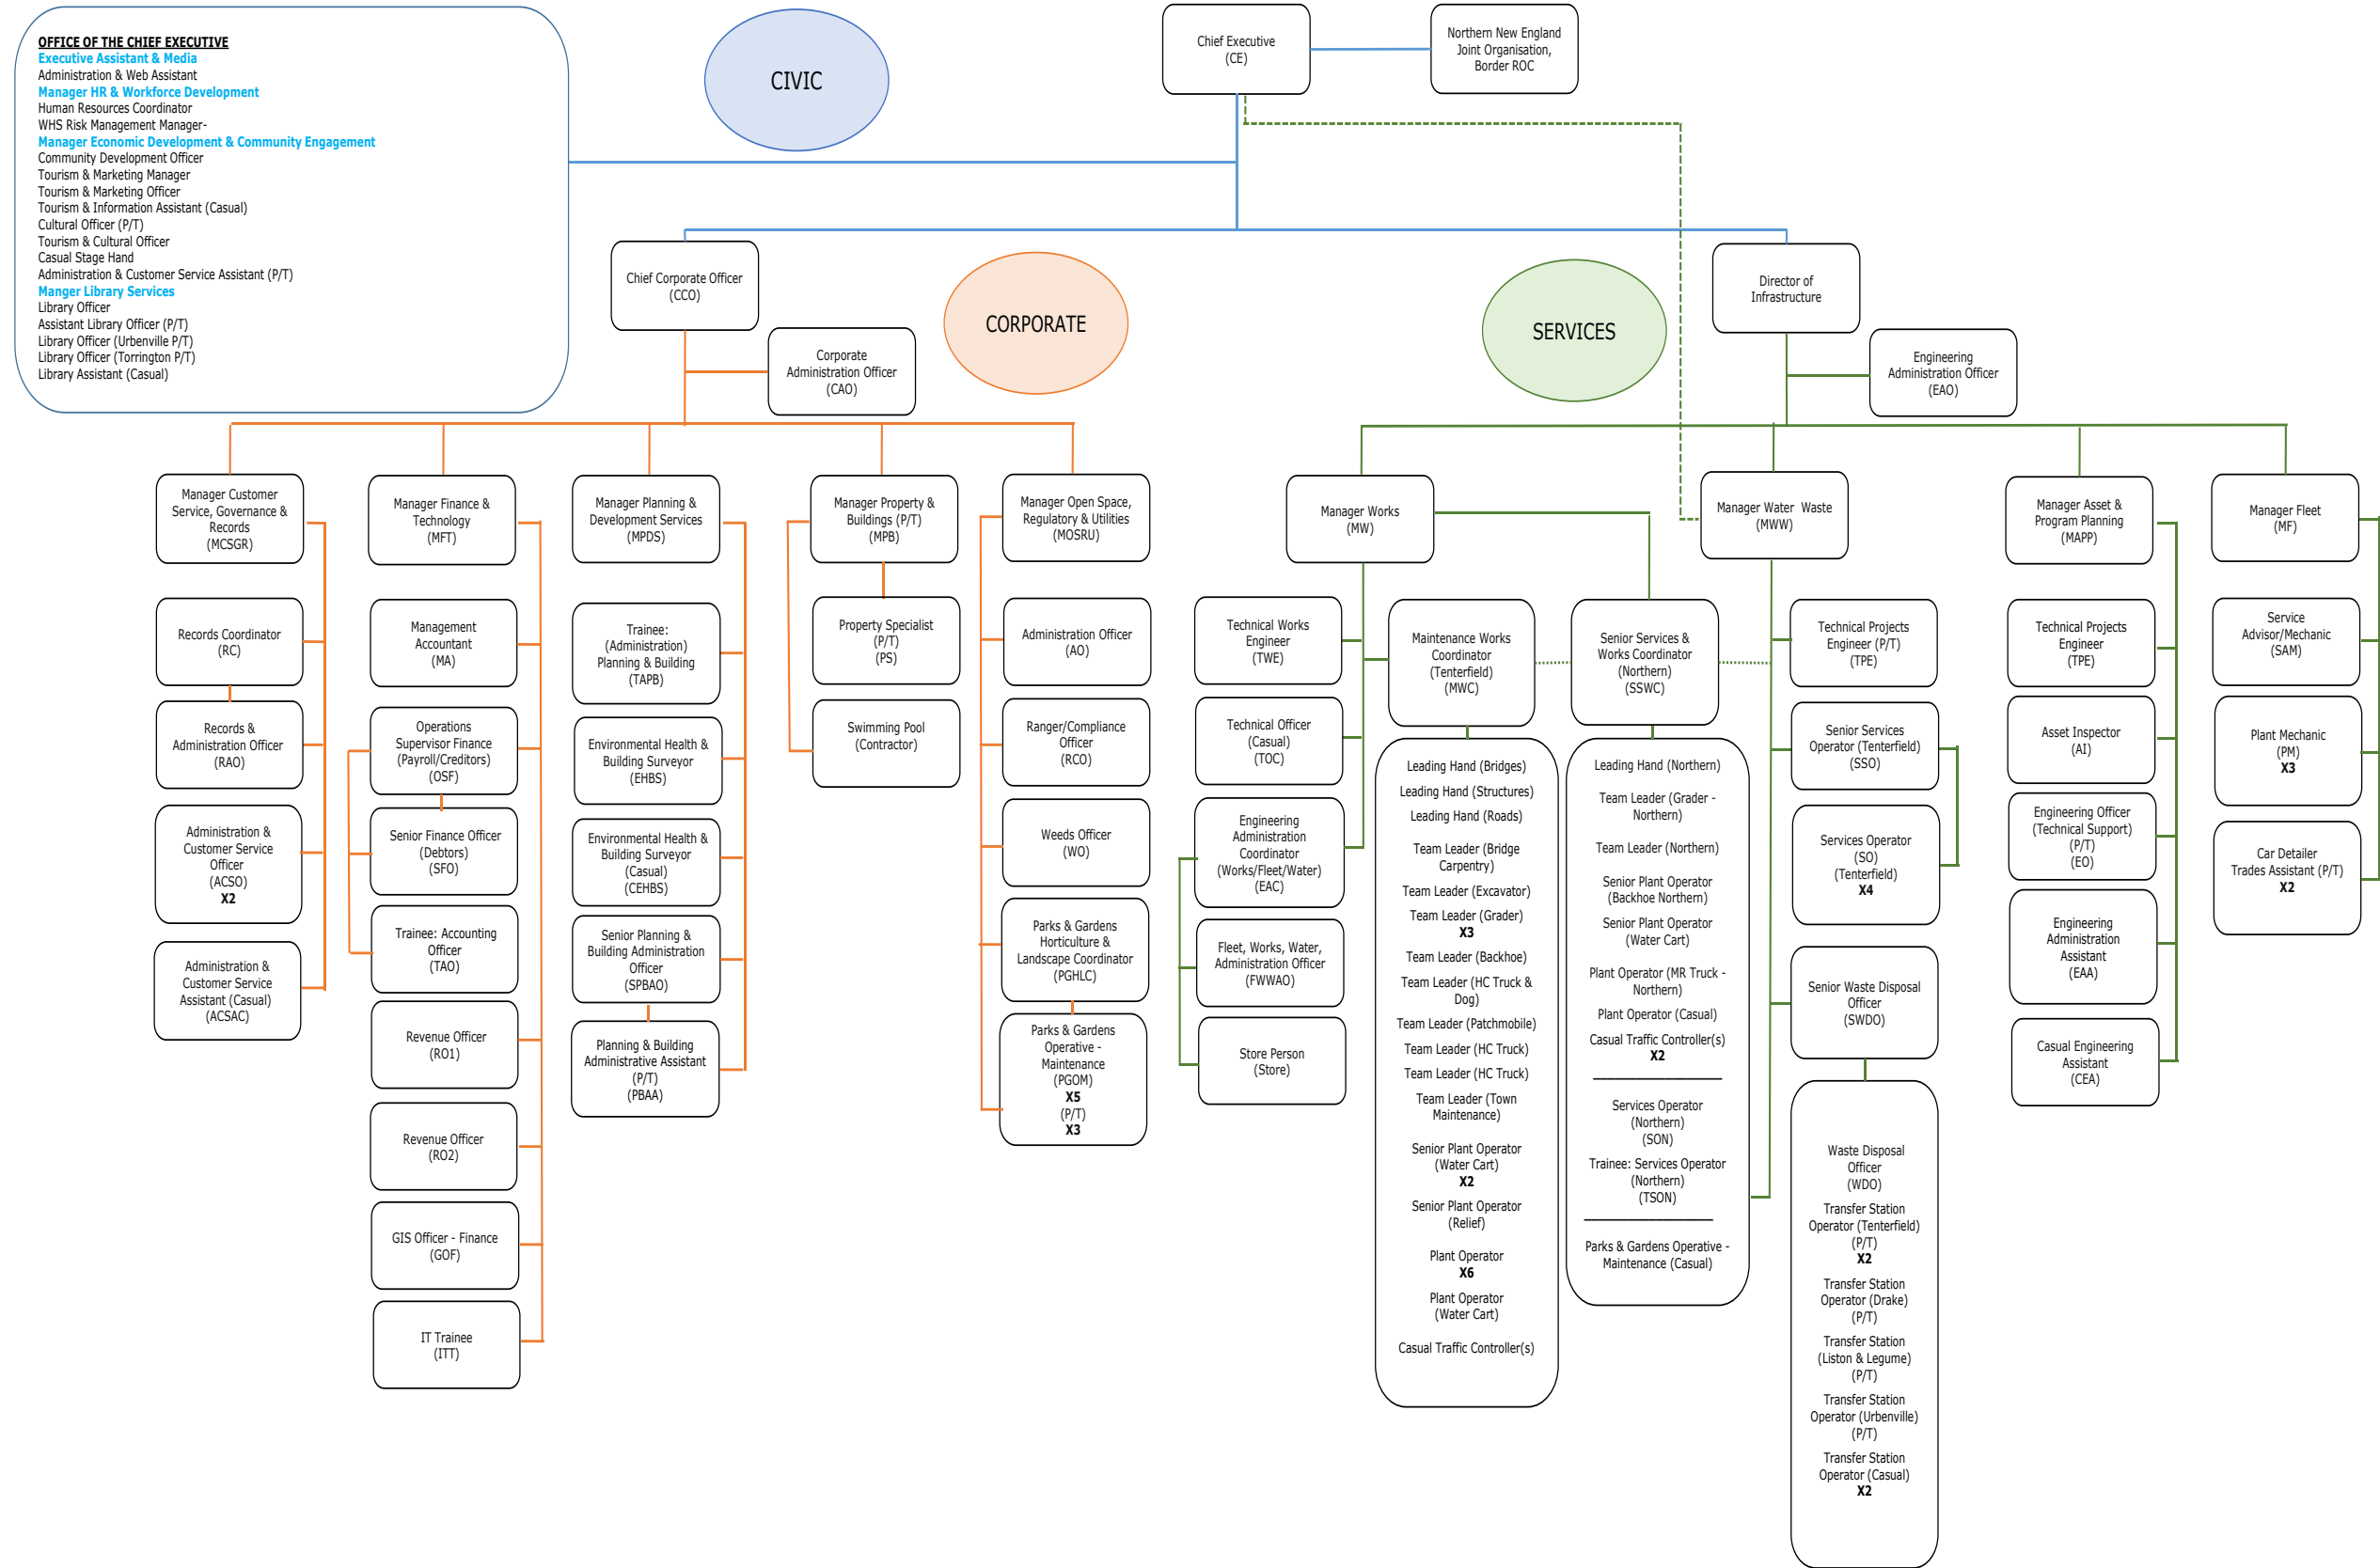 OFFICE OF THE CHIEF EXECUTIVE
Executive Assistant & Media
Administration & Web Assistant
Manager HR & Workforce Development
Human Resources Coordinator
WHS Risk Management Manager-
Manager Economic Development & Community Engagement
Community Development Officer
Tourism & Marketing Manager
Tourism & Marketing Officer
Tourism & Information Assistant (Casual)
Cultural Officer (P/T)
Tourism & Cultural Officer
Casual Stage Hand
Administration & Customer Service Assistant (P/T)
Manger Library Services
Library Officer
Assistant Library Officer (P/T)
Library Officer (Urbenville P/T)
Library Officer (Torrington P/T)
Library Assistant (Casual)
CIVIC
Chief Executive
(CE)
Northern New England
Joint Organisation,
Border ROC
Chief Corporate Officer
(CCO)
CORPORATE
Corporate
Administration Officer
(CAO)
SERVICES
Director of
Infrastructure
Engineering
Administration Officer
(EAO)
Manager Customer
Service, Governance &
Records
(MCSGR)
Records Coordinator
(RC)
Records &
Administration Officer
(RAO)
Administration &
Customer Service
Officer
(ACSO)
X2
Administration &
Customer Service
Assistant (Casual)
(ACSAC)
Manager Finance &
Technology
(MFT)
Management
Accountant
(MA)
Operations
Supervisor Finance
(Payroll/Creditors)
(OSF)
Senior Finance Officer
(Debtors)
(SFO)
Trainee: Accounting
Officer
(TAO)
Revenue Officer
(RO1)
Revenue Officer
(RO2)
GIS Officer - Finance
(GOF)
IT Trainee
(ITT)
Manager Planning &
Development Services
(MPDS)
Trainee:
(Administration)
Planning & Building
(TAPB)
Environmental Health &
Building Surveyor
(EHBS)
Environmental Health &
Building Surveyor
(Casual)
(CEHBS)
Senior Planning &
Building Administration
Officer
(SPBAO)
Planning & Building
Administrative Assistant
(P/T)
(PBAA)
Manager Property &
Buildings (P/T)
(MPB)
Property Specialist
(P/T)
(PS)
Swimming Pool
(Contractor)
Manager Open Space,
Regulatory & Utilities
(MOSRU)
Administration Officer
(AO)
Ranger/Compliance
Officer
(RCO)
Weeds Officer
(WO)
Parks & Gardens
Horticulture &
Landscape Coordinator
(PGHLC)
Parks & Gardens
Operative -
Maintenance
(PGOM)
X5
(P/T)
X3
Manager Works
(MW)
Technical Works
Engineer
(TWE)
Technical Officer
(Casual)
(TOC)
Engineering
Administration
Coordinator
(Works/Fleet/Water)
(EAC)
Fleet, Works, Water,
Administration Officer
(FWWAO)
Store Person
(Store)
Maintenance Works
Coordinator
(Tenterfield)
(MWC)
Leading Hand (Bridges)
Leading Hand (Structures)
Leading Hand (Roads)
Team Leader (Bridge
Carpentry)
Team Leader (Excavator)
Team Leader (Grader)
X3
Team Leader (Backhoe)
Team Leader (HC Truck &
Dog)
Team Leader (Patchmobile)
Team Leader (HC Truck)
Team Leader (HC Truck)
Team Leader (Town
Maintenance)
Senior Plant Operator
(Water Cart)
X2
Senior Plant Operator
(Relief)
Plant Operator
X6
Plant Operator
(Water Cart)
Casual Traffic Controller(s)
Senior Services &
Works Coordinator
(Northern)
(SSWC)
Leading Hand (Northern)
Team Leader (Grader -
Northern)
Team Leader (Northern)
Senior Plant Operator
(Backhoe Northern)
Senior Plant Operator
(Water Cart)
Plant Operator (MR Truck -
Northern)
Plant Operator (Casual)
Casual Traffic Controller(s)
X2
Services Operator
(Northern)
(SON)
Trainee: Services Operator
(Northern)
(TSON)
Parks & Gardens Operative -
Maintenance (Casual)
Manager Water Waste
(MWW)
Technical Projects
Engineer (P/T)
(TPE)
Senior Services
Operator (Tenterfield)
(SSO)
Services Operator
(SO)
(Tenterfield)
X4
Senior Waste Disposal
Officer
(SWDO)
Waste Disposal
Officer
(WDO)
Transfer Station
Operator (Tenterfield)
(P/T)
X2
Transfer Station
Operator (Drake)
(P/T)
Transfer Station
(Liston & Legume)
(P/T)
Transfer Station
Operator (Urbenville)
(P/T)
Transfer Station
Operator (Casual)
X2
Manager Asset &
Program Planning
(MAPP)
Technical Projects
Engineer
(TPE)
Asset Inspector
(AI)
Engineering Officer
(Technical Support)
(P/T)
(EO)
Engineering
Administration
Assistant
(EAA)
Casual Engineering
Assistant
(CEA)
Manager Fleet
(MF)
Service
Advisor/Mechanic
(SAM)
Plant Mechanic
(PM)
X3
Car Detailer
Trades Assistant (P/T)
X2